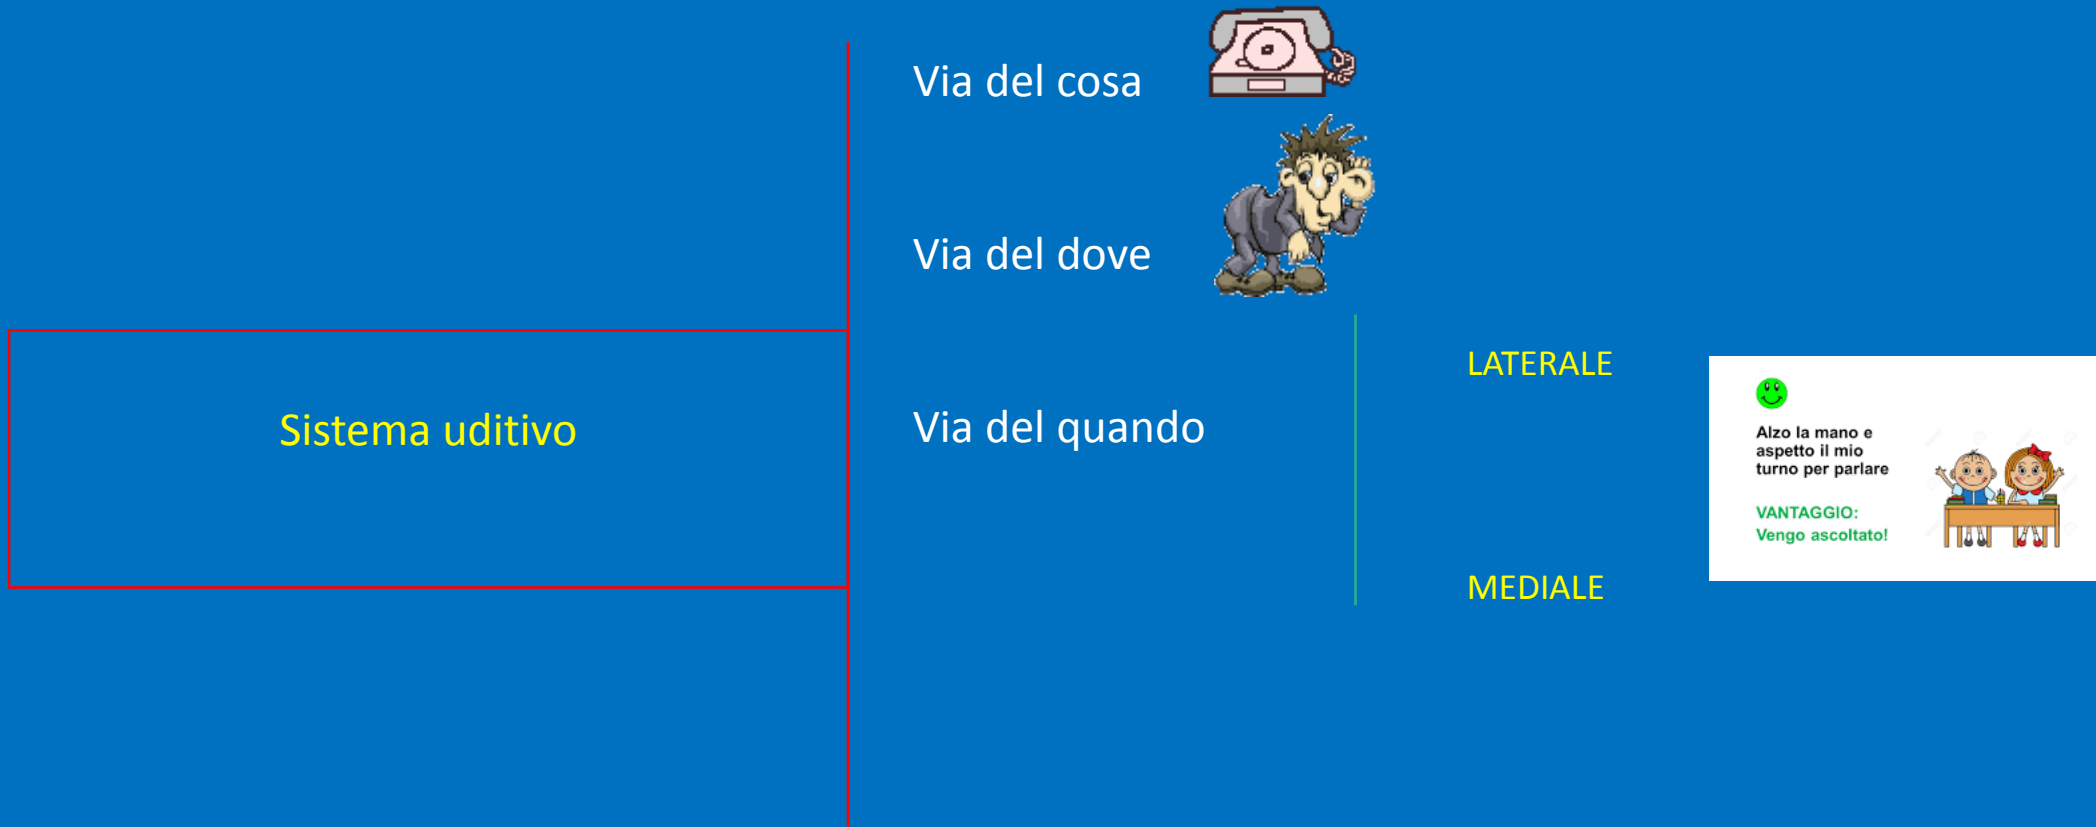 Via del cosa
Via del dove
Sistema uditivo
Via del quando
LATERALE
MEDIALE
Alzo la mano e
aspetto il mio
turno per parlare
VANTAGGIO:
Vengo ascoltato!